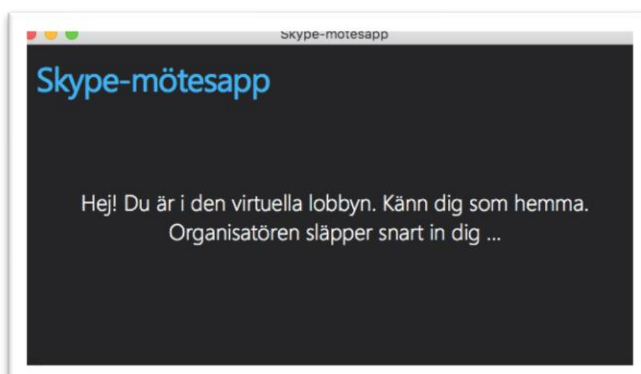 Skype-mötesapp
Skype-mötesapp
Hej! Du är i den virtuella lobbyn. Känn dig som hemma.
Organisatören släpper snart in dig ...